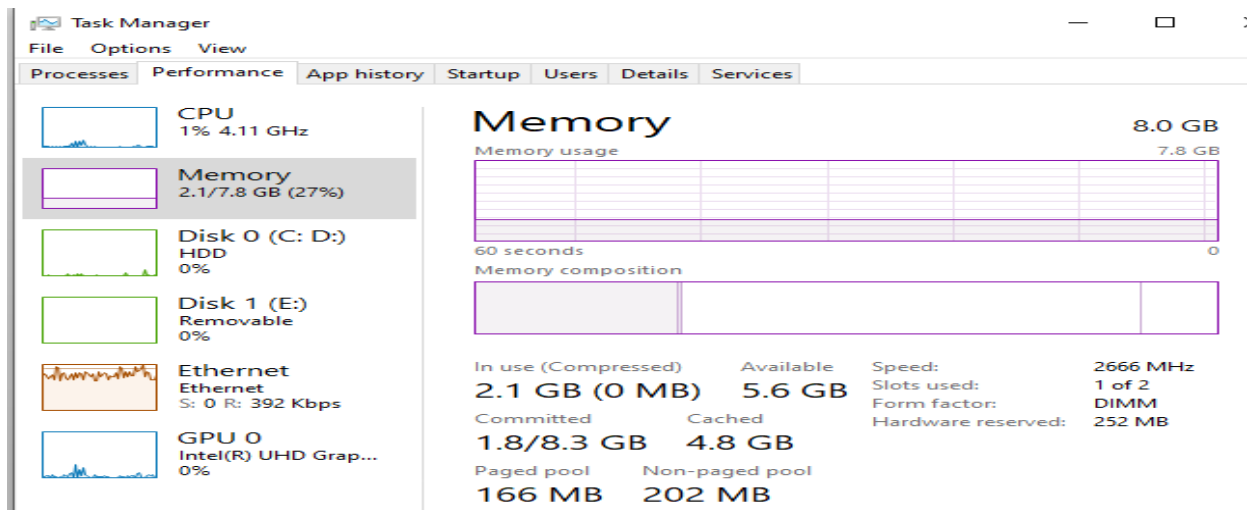 Task Manager
File Options View
Processes Performance App history Startup Users Details Services
CPU
1% 4.11 GHz
Memory
2.1/7.8 GB (27%)
Disk 0 (C: D:)
HDD
0%
Disk 1 (E:)
Removable
0%
Ethernet
Ethernet
S: 0 R: 392 Kbps
GPU 0
Intel(R) UHD Grap...
0%
Memory 8.0 GB
Memory usage 7.8 GB
60 seconds 0
Memory composition
In use (Compressed) Available
2.1 GB (0 MB) 5.6 GB
Committed Cached
1.8/8.3 GB 4.8 GB
Paged pool Non-paged pool
166 MB 202 MB
Speed: 2666 MHz
Slots used: 1 of 2
Form factor: DIMM
Hardware reserved: 252 MB